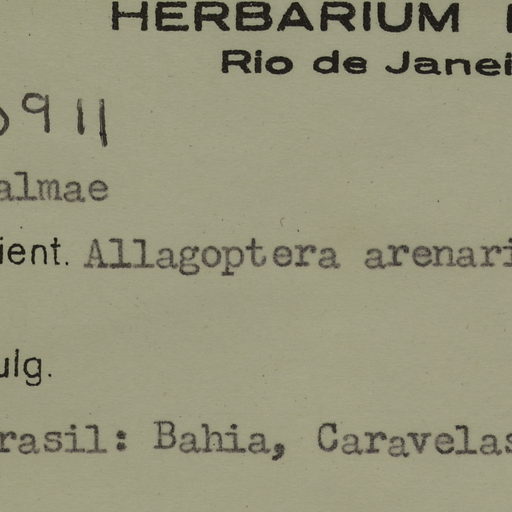 HERBARIUM
Rio de Janei
911
almae
ient. Allagoptera arenari
ulg.
rasil: Bahia, Caravelas